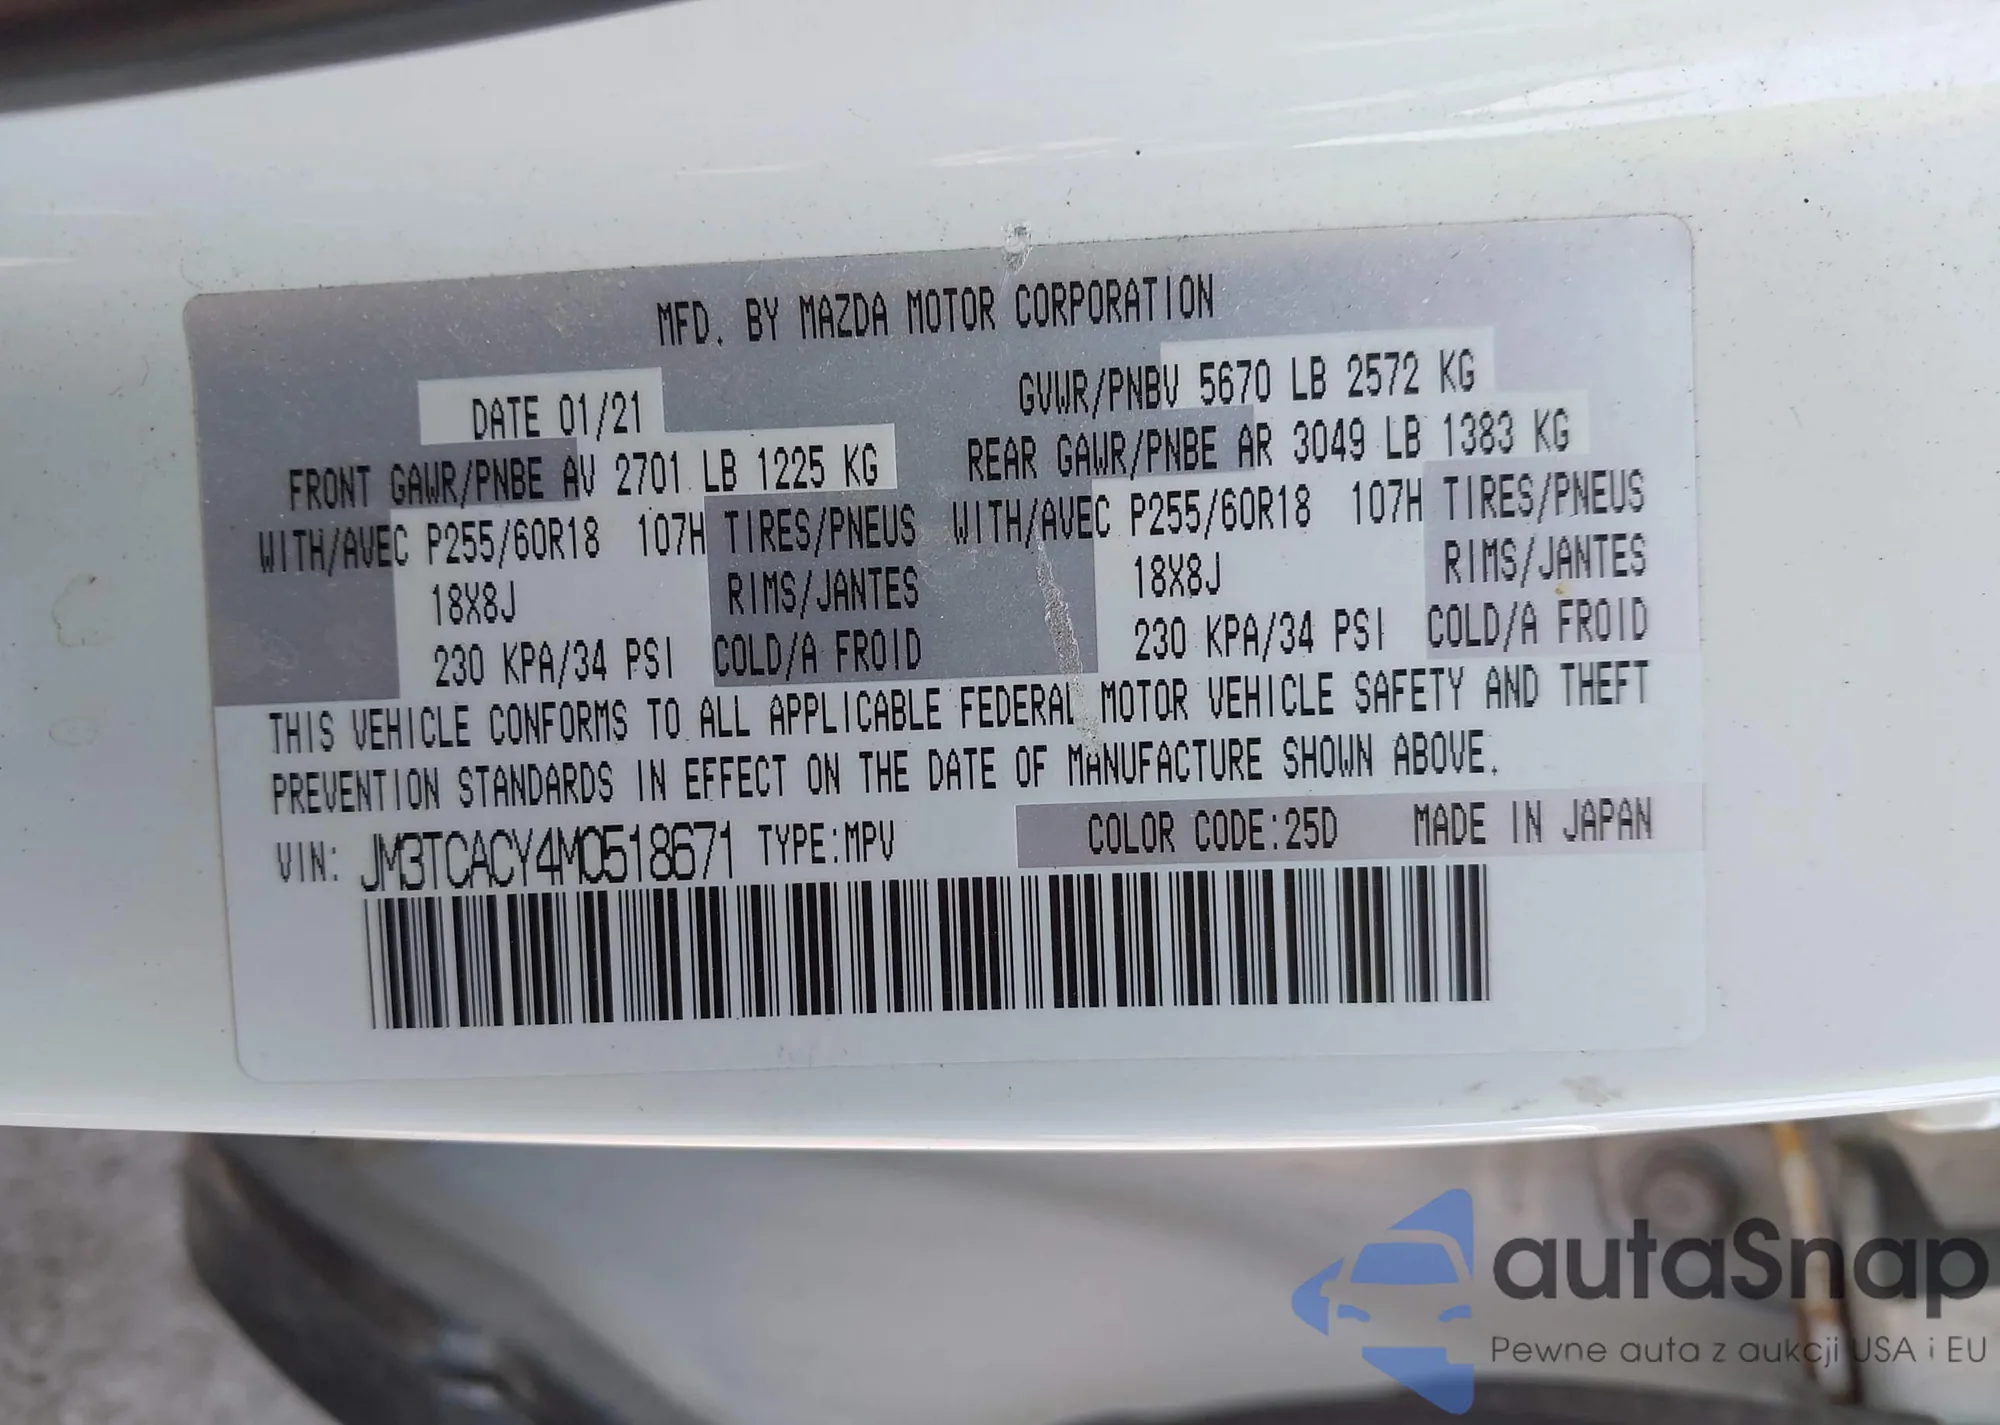 MFD. BY MAZDA MOTOR CORPORATION
DATE 01/21 GVWR/PNBV 5670 LB 2572 KG
FRONT GAWR/PNBE AV 2701 LB 1225 KG REAR GAWR/PNBE AR 3049 LB 1383 KG
WITH/AVEC P255/60R18 107H TIRES/PNEUS WITH/AVEC P255/60R18 107H TIRES/PNEUS
18X8J RIMS/JANTES 18X8J RIMS/JANTES
230 KPA/34 PSI COLD/A FROID 230 KPA/34 PSI COLD/A FROID
THIS VEHICLE CONFORMS TO ALL APPLICABLE FEDERAL MOTOR VEHICLE SAFETY AND THEFT
PREVENTION STANDARDS IN EFFECT ON THE DATE OF MANUFACTURE SHOWN ABOVE.
VIN: JM3TCACY4M0518671 TYPE:MPV COLOR CODE:25D MADE IN JAPAN
autaSnap
Pewne auta z aukcji USA i EU